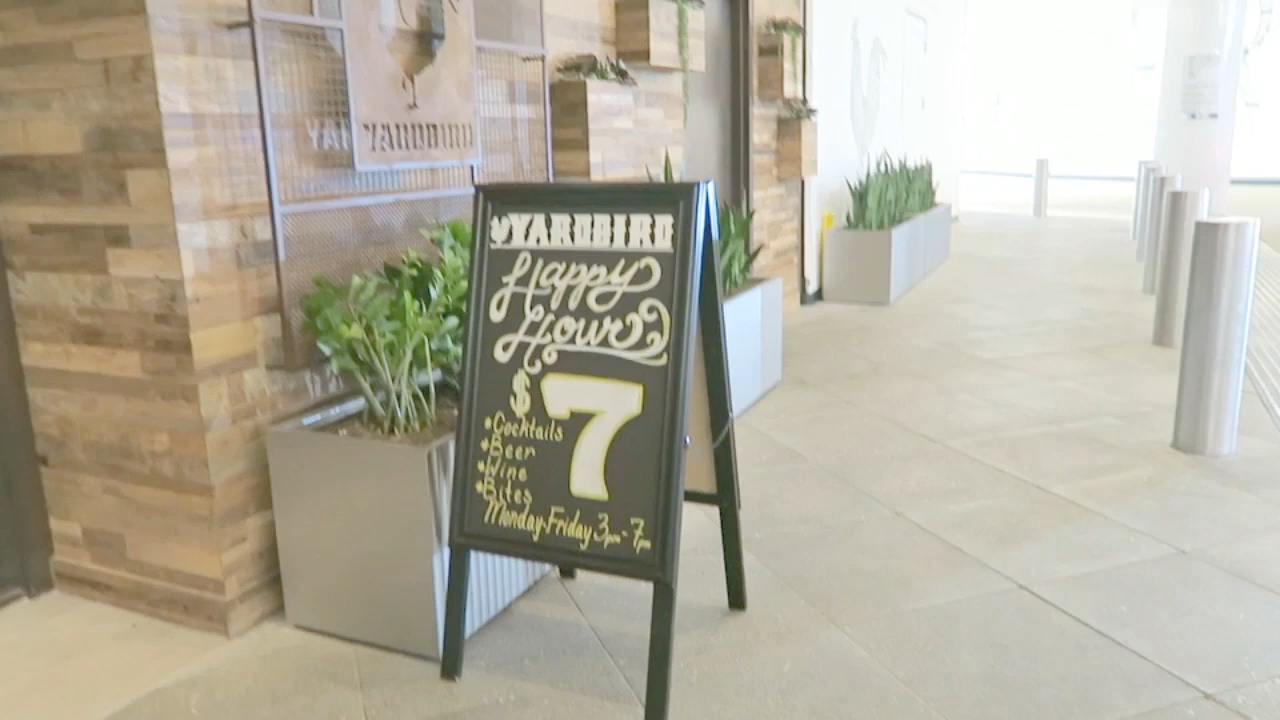 YARDBIRD
YARDBIRD
Happy
Hour
$7
*Cocktails
*Beer
*Wine
*Bites
Monday-Friday 3pm-7pm